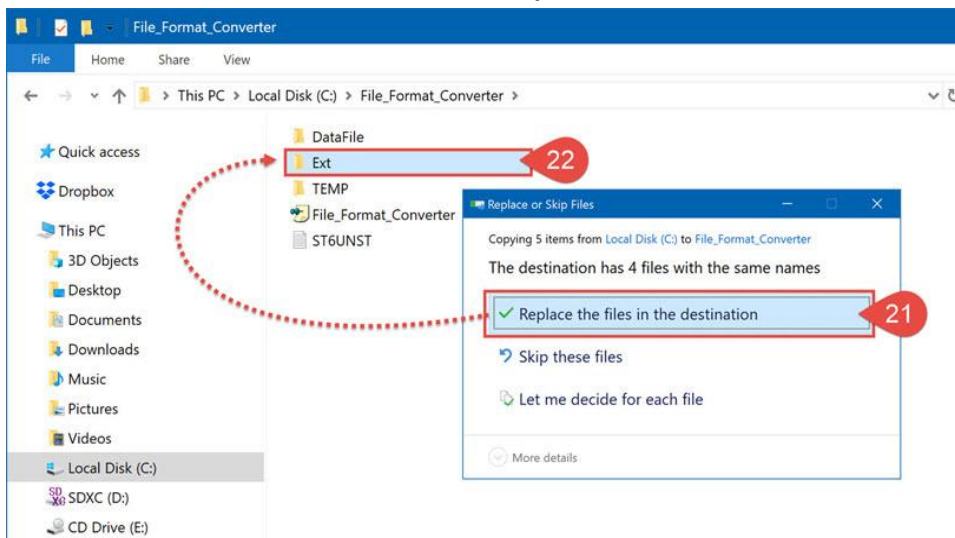 File_Format_Converter
File Home Share View
This PC > Local Disk (C:) > File_Format_Converter >
Quick access
Dropbox
This PC
3D Objects
Desktop
Documents
Downloads
Music
Pictures
Videos
Local Disk (C:)
SDXC (D:)
CD Drive (E:)
DataFile
Ext
22
TEMP
File_Format_Converter
ST6UNST
Replace or Skip Files
Copying 5 items from Local Disk (C:) to File_Format_Converter
The destination has 4 files with the same names
Replace the files in the destination
21
Skip these files
Let me decide for each file
More details